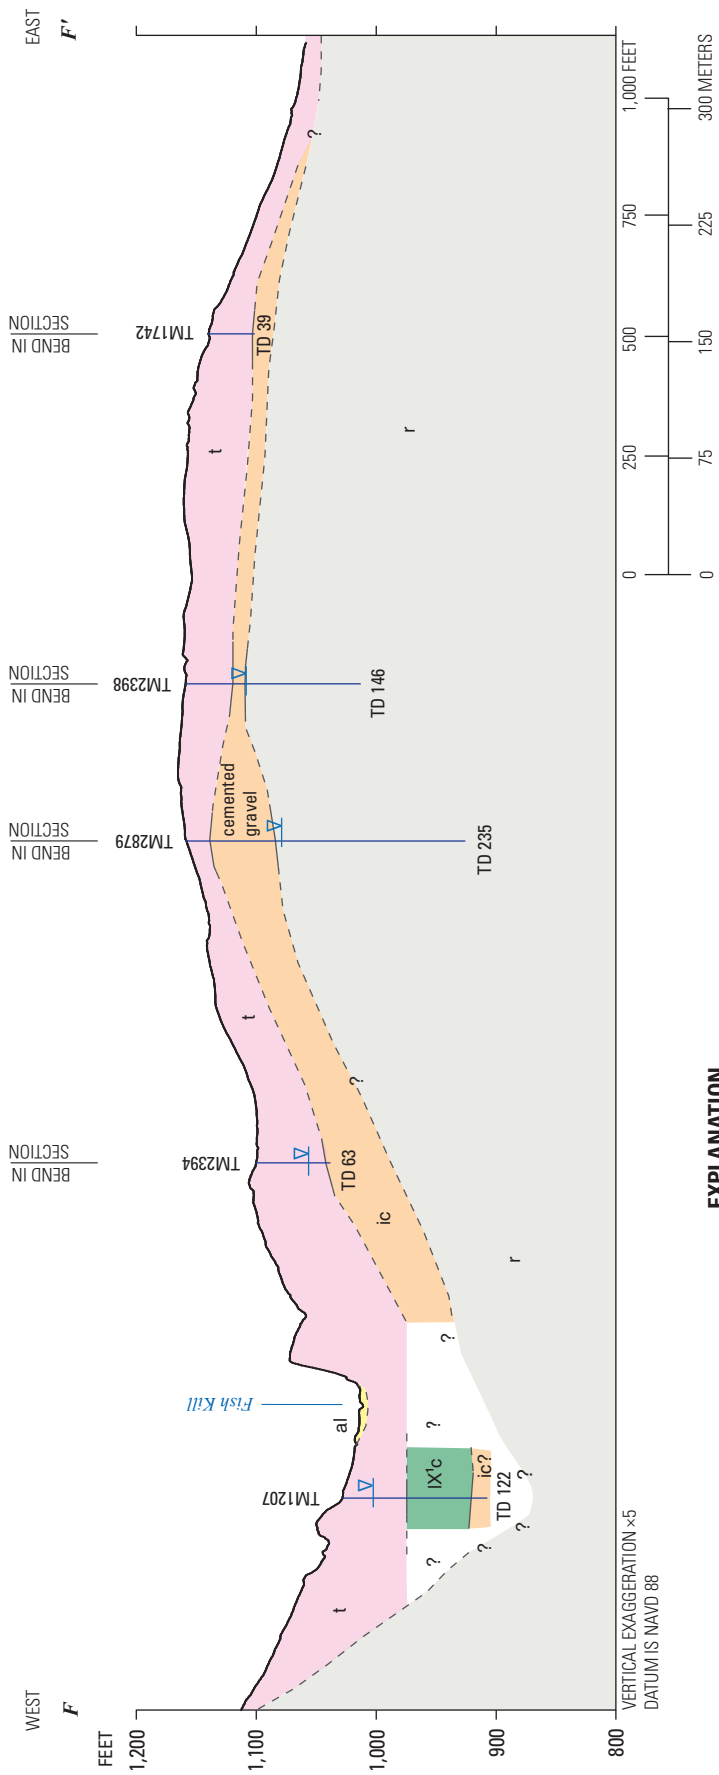 WEST
F
EAST
F'
BEND IN
SECTION
BEND IN
SECTION
BEND IN
SECTION
BEND IN
SECTION
FEET
1,200
1,100
1,000
900
800
TM1207
Fish Kill
TM2394
TM2879
TM2398
TM1742
t
al
t
t
cemented
gravel
ic
IX¹c
ic?
r
r
?
?
?
?
?
?
?
?
TD 122
TD 63
TD 235
TD 146
TD 39
VERTICAL EXAGGERATION ×5
DATUM IS NAVD 88
0
250
500
750
1,000 FEET
0
75
150
225
300 METERS
EXPLANATION